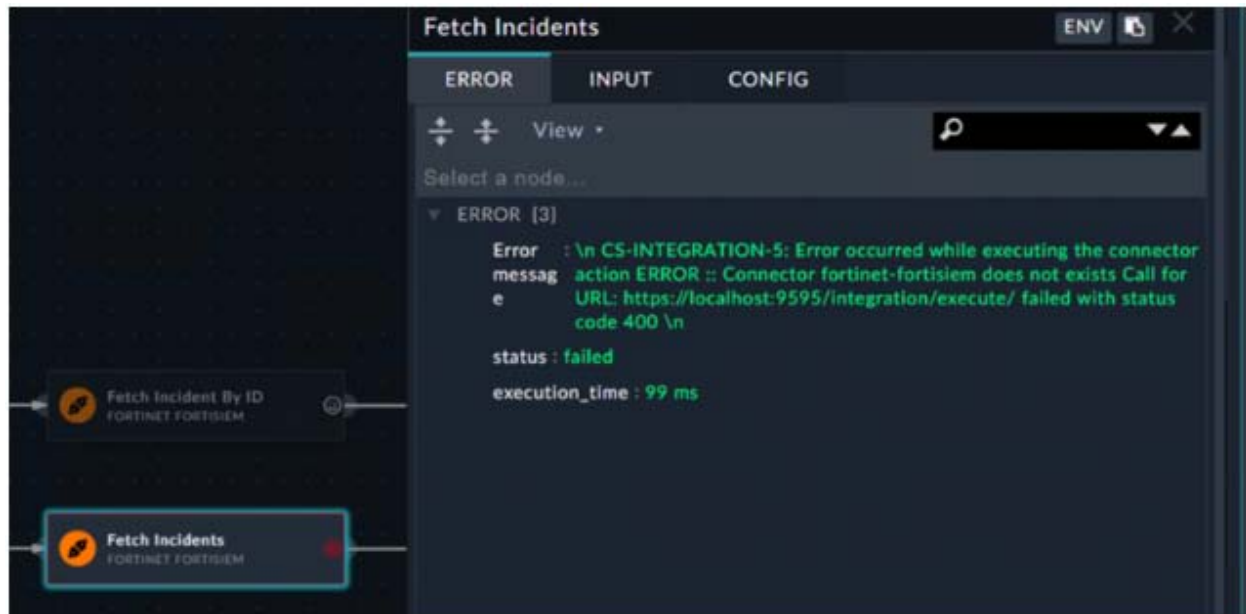 Fetch Incidents
ENV
ERROR INPUT CONFIG
View
Select a node...
ERROR [3]
Error : \n CS-INTEGRATION-5: Error occurred while executing the connector
messag action ERROR :: Connector fortinet-fortisiem does not exists Call for
e URL: https://localhost:9595/integration/execute/ failed with status
code 400 \n
status : failed
execution_time : 99 ms
Fetch Incident By ID
FORTINET FORTISIEM
Fetch Incidents
FORTINET FORTISIEM